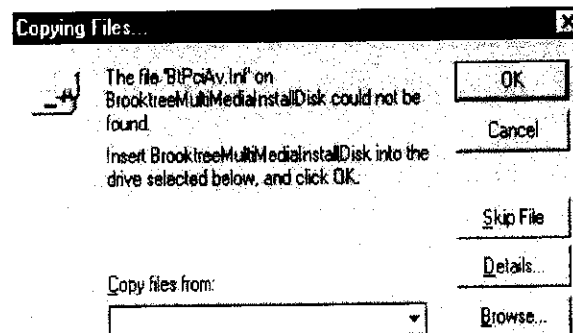 Copying Files...
The file 'BtPciAv.Inf' on
BrooktreeMultiMediaInstallDisk could not be
found.
Insert BrooktreeMultiMediaInstallDisk into the
drive selected below, and click OK.
Copy files from:
OK
Cancel
Skip File
Details...
Browse...